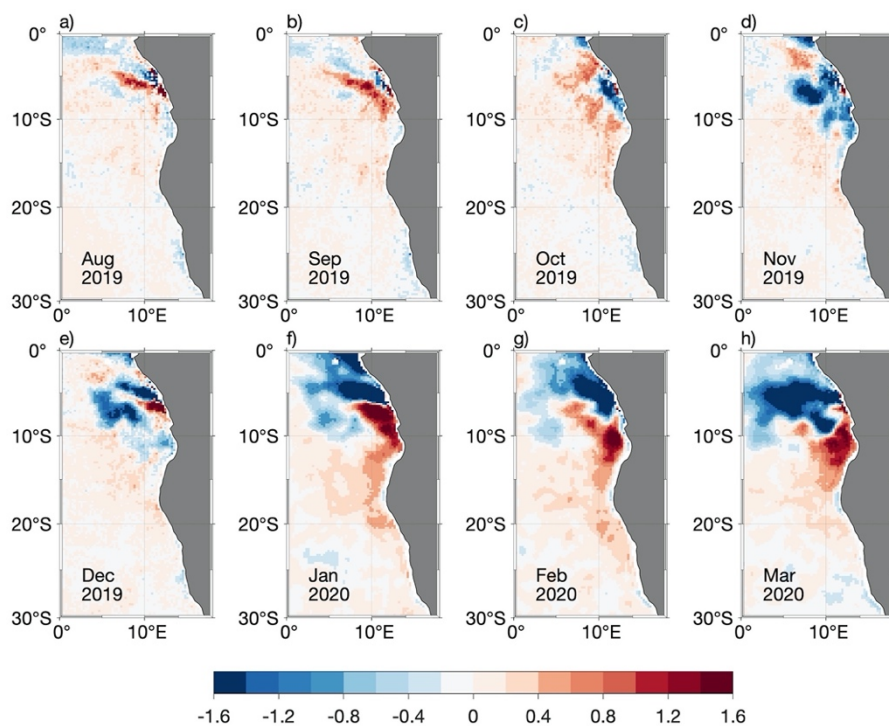 a) b) c) d)
0° 0° 0° 0°
10°S 10°S 10°S 10°S
20°S 20°S 20°S 20°S
Aug Sep Oct Nov
2019 2019 2019 2019
30°S 30°S 30°S 30°S
10°E 10°E 10°E 10°E
e) f) g) h)
0° 0° 0° 0°
10°S 10°S 10°S 10°S
20°S 20°S 20°S 20°S
Dec Jan Feb Mar
2019 2020 2020 2020
30°S 30°S 30°S 30°S
0° 10°E 0° 10°E 0° 10°E 0° 10°E
-1.6 -1.2 -0.8 -0.4 0 0.4 0.8 1.2 1.6